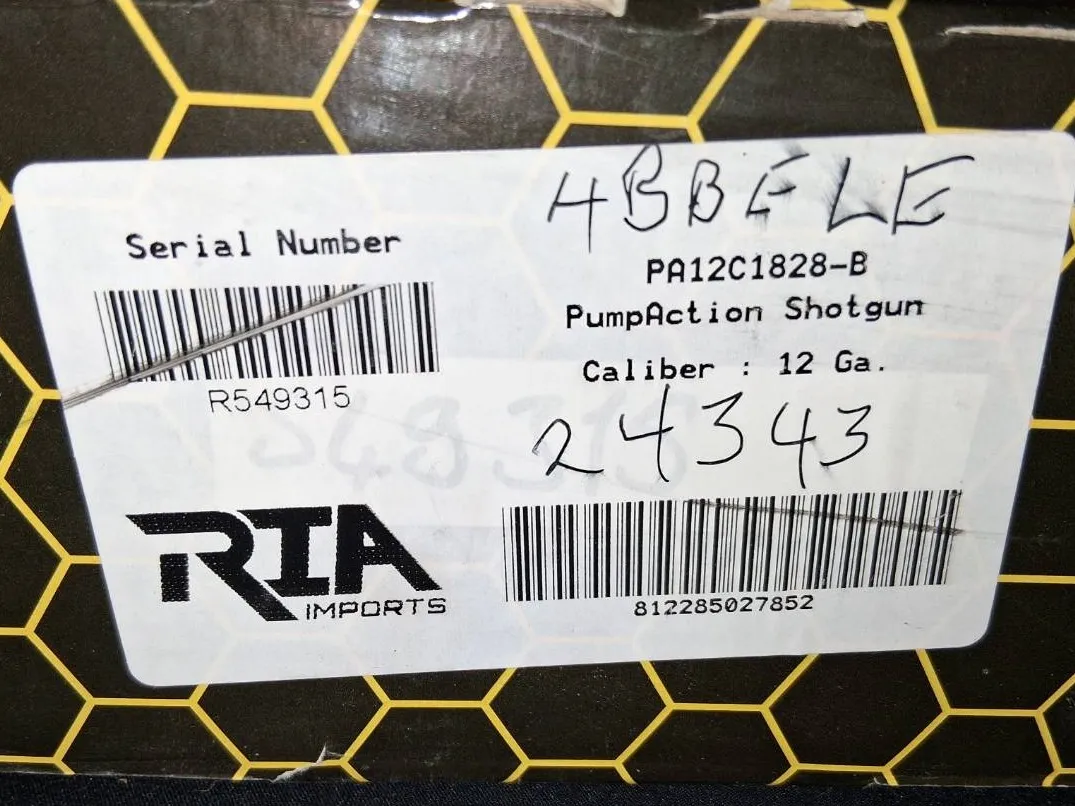 4BBFLE
Serial Number
PA12C1828-B
PumpAction Shotgun
Caliber : 12 Ga.
R549315
24343
RIA
IMPORTS
812285027852